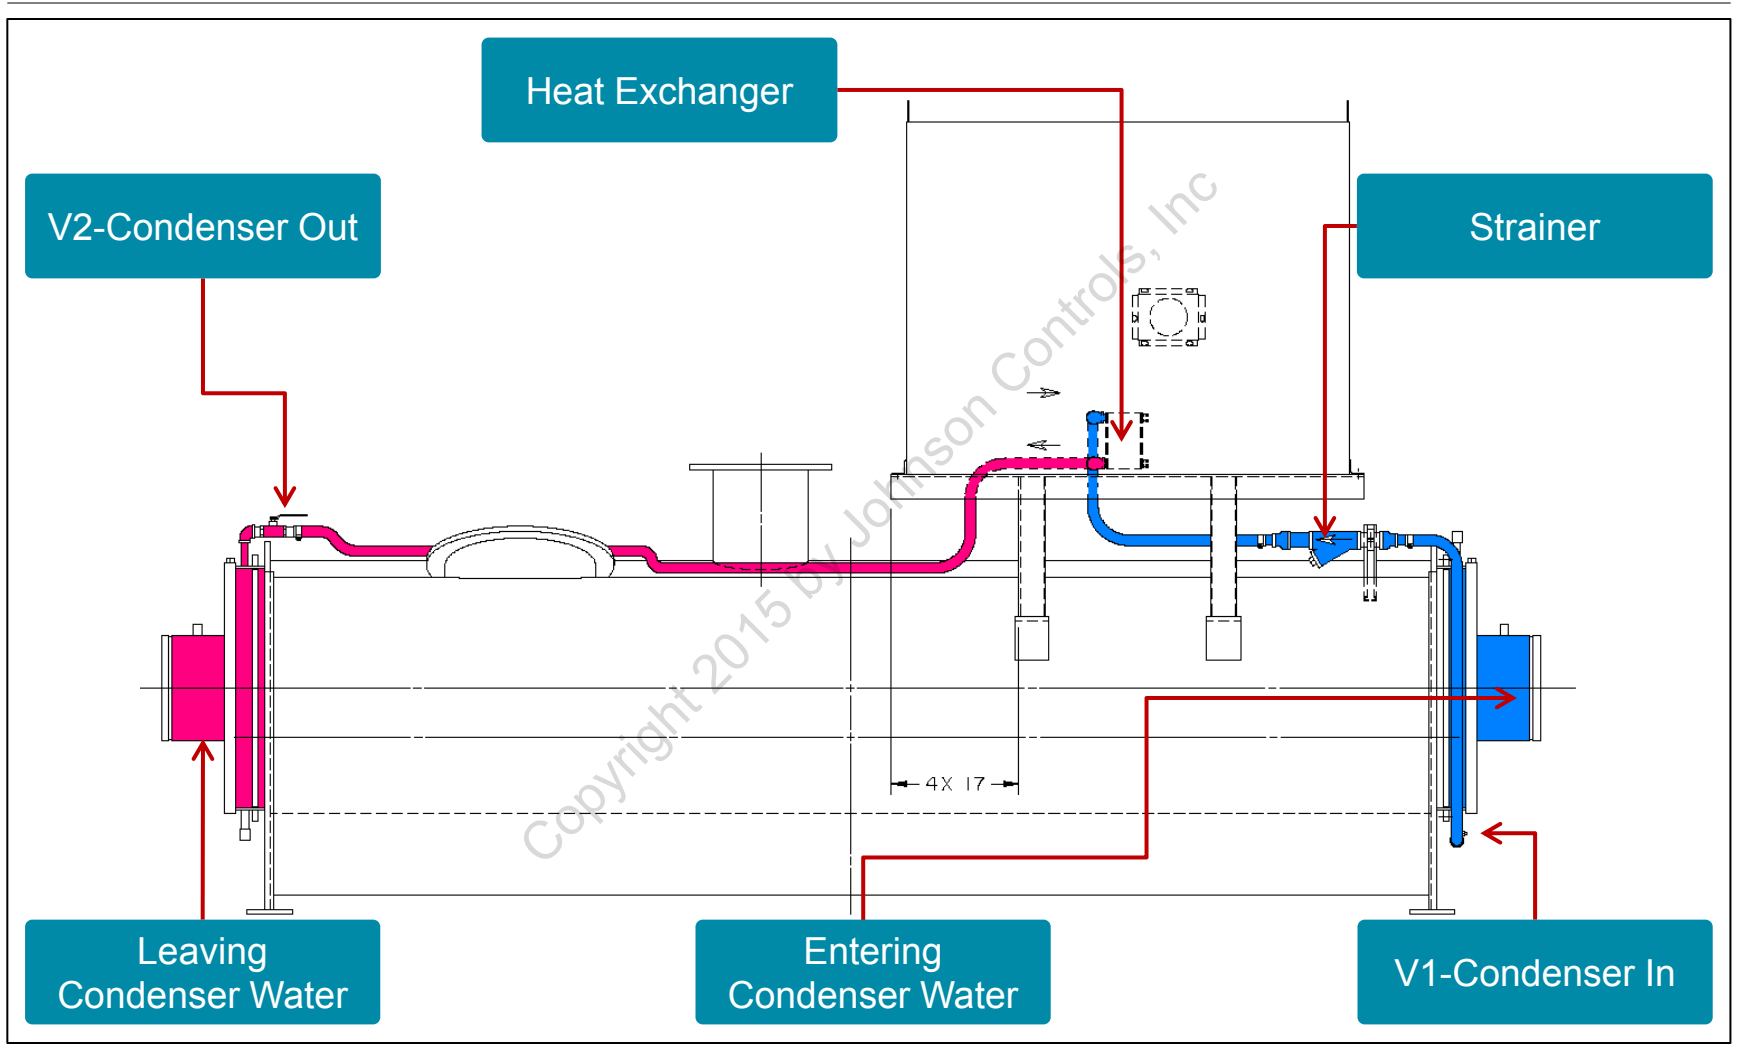 Heat Exchanger
V2-Condenser Out
Strainer
4X 17
Leaving
Condenser Water
Entering
Condenser Water
V1-Condenser In
Copyright 2015 by Johnson Controls, Inc